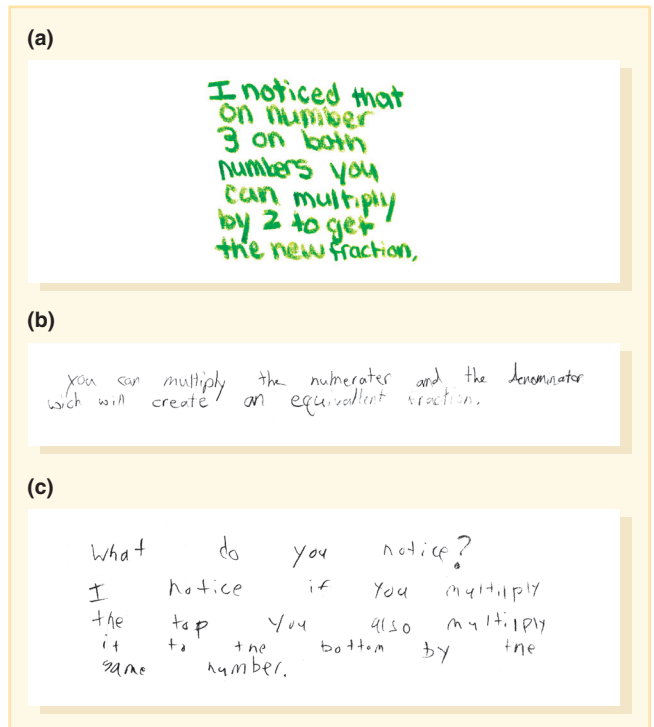 (a)
I noticed that
on number
3 on both
numbers you
can multiply
by 2 to get
the new fraction.
(b)
you can multiply the numerater and the denominator
wich will create an equivallent fraction.
(c)
What do you notice?
I notice if you multilply
the top you also multilply
it to the bottom by the
same number.